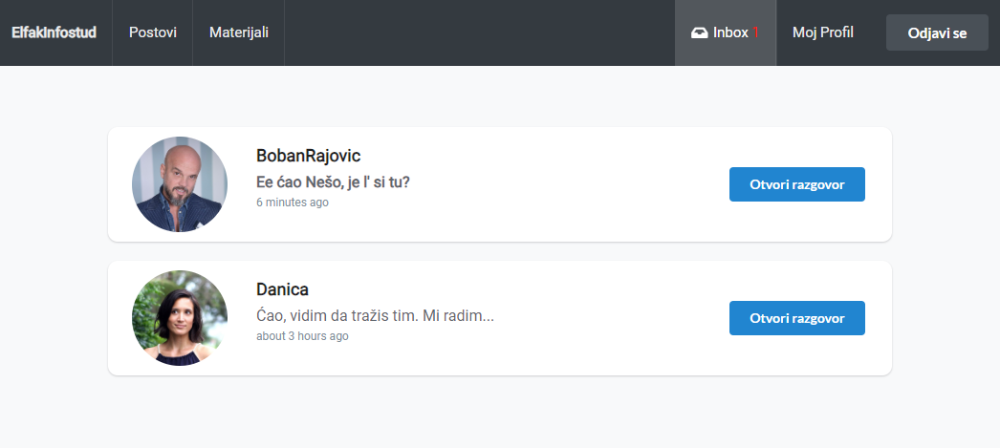 ElfakInfostud
Postovi
Materijali
Inbox 1
Moj Profil
Odjavi se
BobanRajovic
Ee ćao Nešo, je l' si tu?
6 minutes ago
Otvori razgovor
Danica
Ćao, vidim da tražis tim. Mi radim...
about 3 hours ago
Otvori razgovor